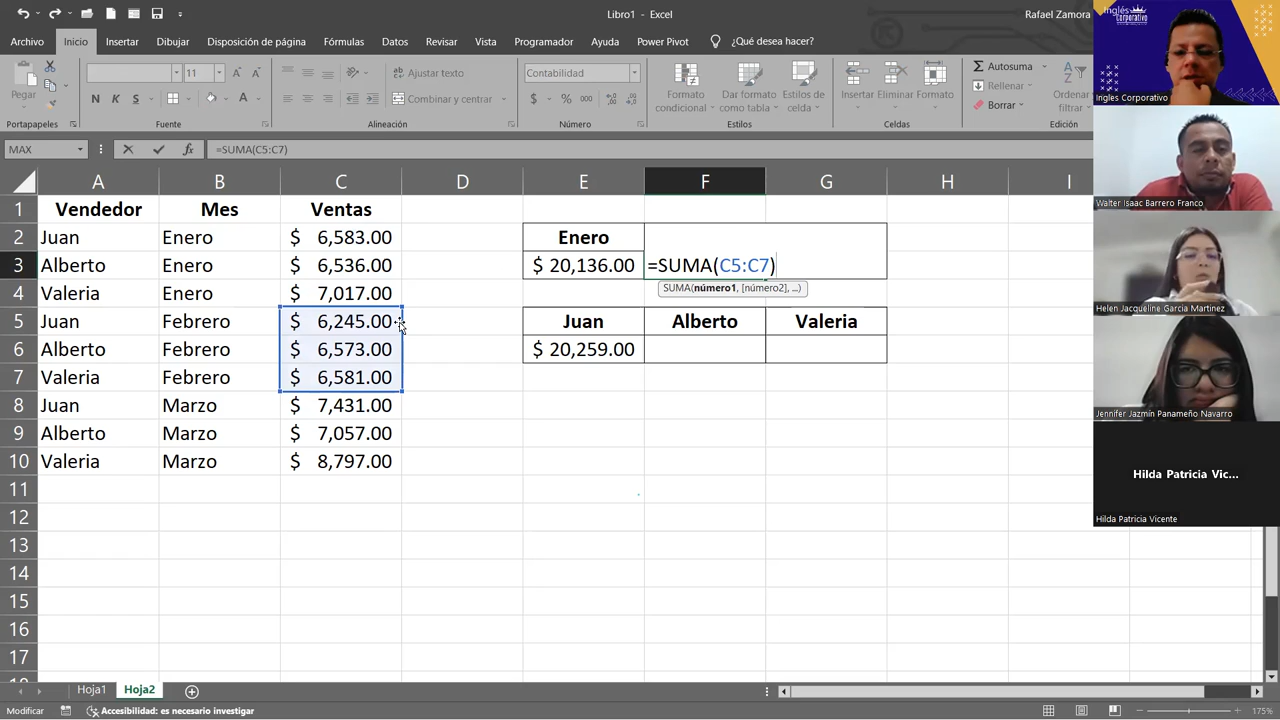 Libro1 - Excel
Rafael Zamora
Archivo Inicio Insertar Dibujar Disposición de página Fórmulas Datos Revisar Vista Programador Ayuda Power Pivot ¿Qué desea hacer?
Pegar
11
N K S
Ajustar texto
Combinar y centrar
Contabilidad
$ % 000
Formato condicional
Dar formato como tabla
Estilos de celda
Insertar Eliminar Formato
Autosuma
Rellenar
Borrar
Ordenar
filtrar
Portapapeles Fuente Alineación Número Estilos Celdas Edición
MAX fx =SUMA(C5:C7)
A B C D E F G H I
1 Vendedor Mes Ventas
2 Juan Enero $ 6,583.00 Enero
3 Alberto Enero $ 6,536.00 $ 20,136.00 =SUMA(C5:C7)
SUMA(número1, [número2], ...)
4 Valeria Enero $ 7,017.00
5 Juan Febrero $ 6,245.00 Juan Alberto Valeria
6 Alberto Febrero $ 6,573.00 $ 20,259.00
7 Valeria Febrero $ 6,581.00
8 Juan Marzo $ 7,431.00
9 Alberto Marzo $ 7,057.00
10 Valeria Marzo $ 8,797.00
11
12
13
14
15
16
17
Hoja1 Hoja2
Modificar
Accesibilidad: es necesario investigar
175%
Inglés
Corporativo
Ingles Corporativo
Walter Isaac Barrero Franco
Helen Jacqueline Garcia Martinez
Jennifer Jazmín Panameño Navarro
Hilda Patricia Vic...
Hilda Patricia Vicente